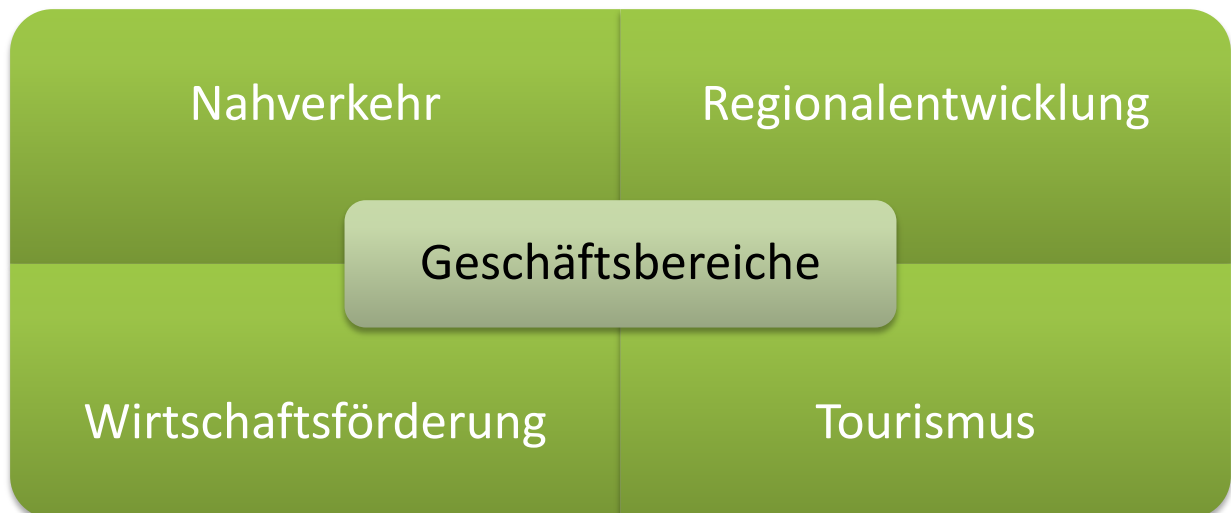 Nahverkehr
Regionalentwicklung
Geschäftsbereiche
Wirtschaftsförderung
Tourismus